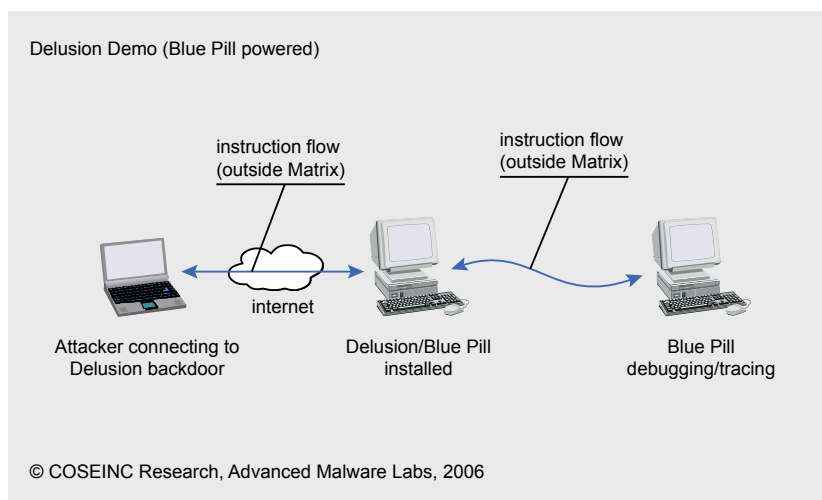 Delusion Demo (Blue Pill powered)
instruction flow
(outside Matrix)
instruction flow
(outside Matrix)
internet
Attacker connecting to
Delusion backdoor
Delusion/Blue Pill
installed
Blue Pill
debugging/tracing
© COSEINC Research, Advanced Malware Labs, 2006